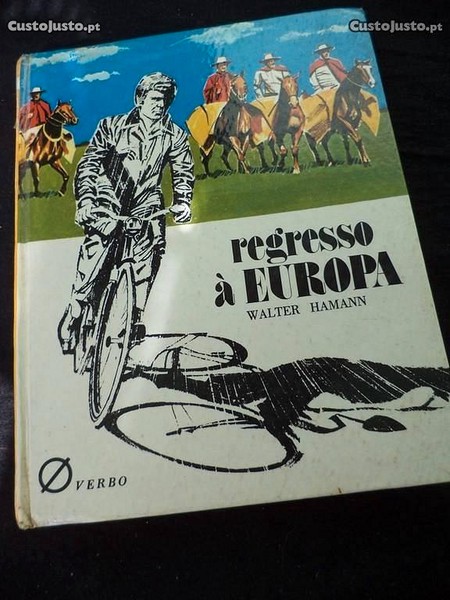 CustoJusto.pt
CustoJusto.pt
regresso
à EUROPA
WALTER HAMANN
VERBO